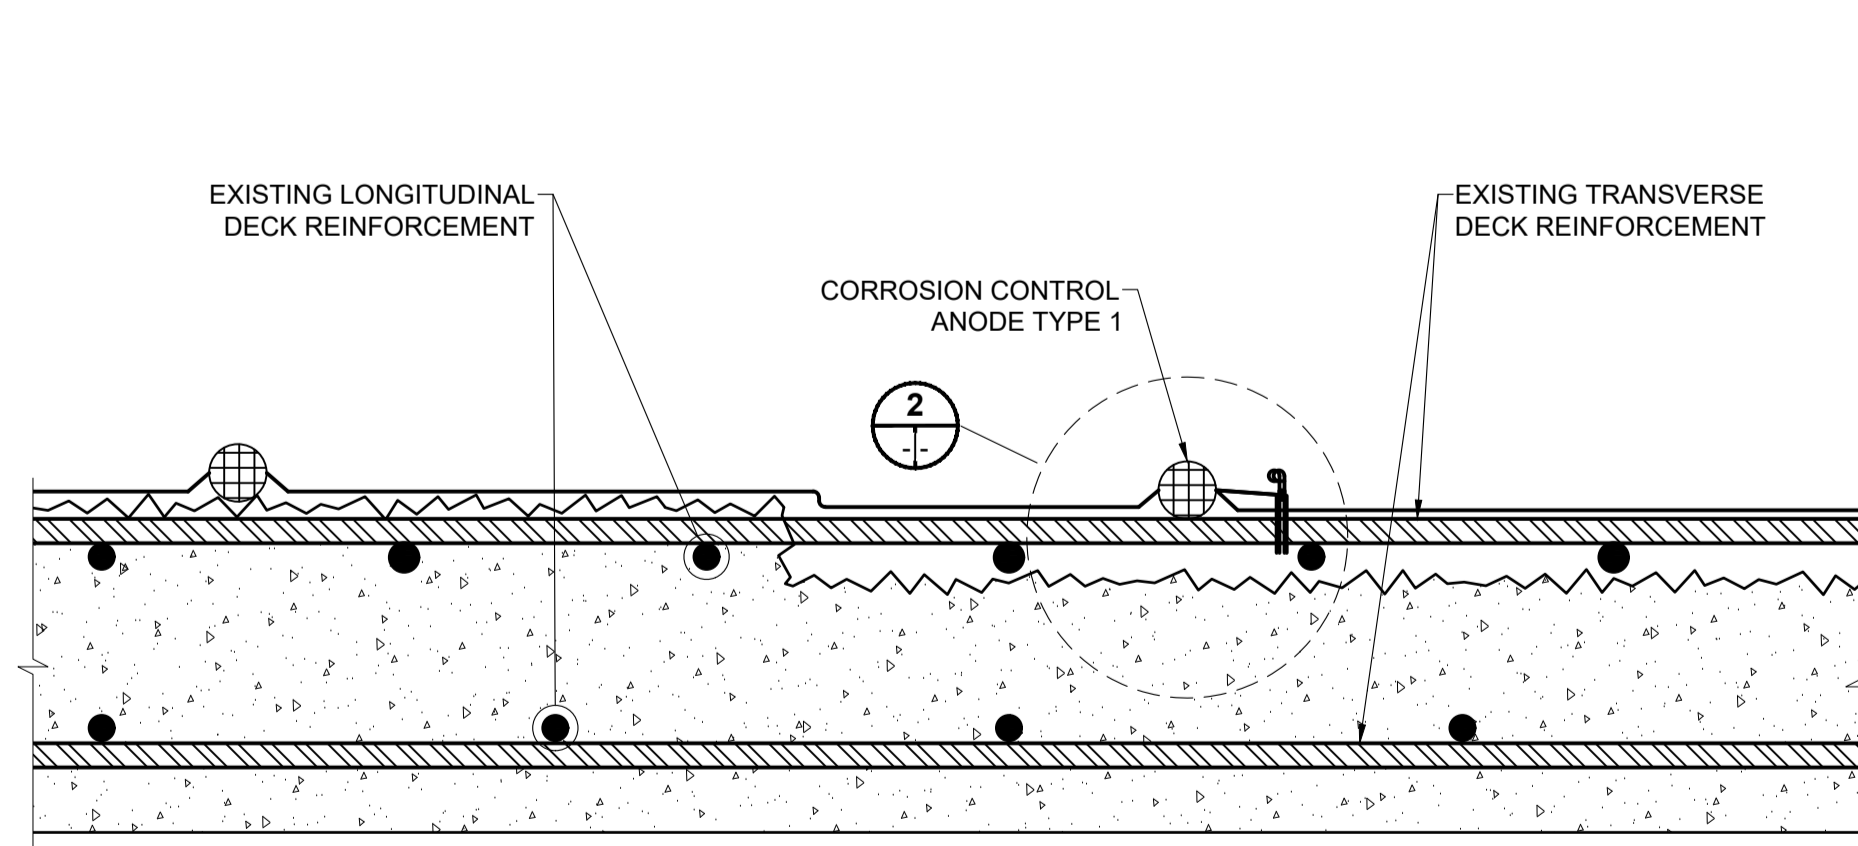 EXISTING LONGITUDINAL
DECK REINFORCEMENT
EXISTING TRANSVERSE
DECK REINFORCEMENT
CORROSION CONTROL
ANODE TYPE 1
2
--